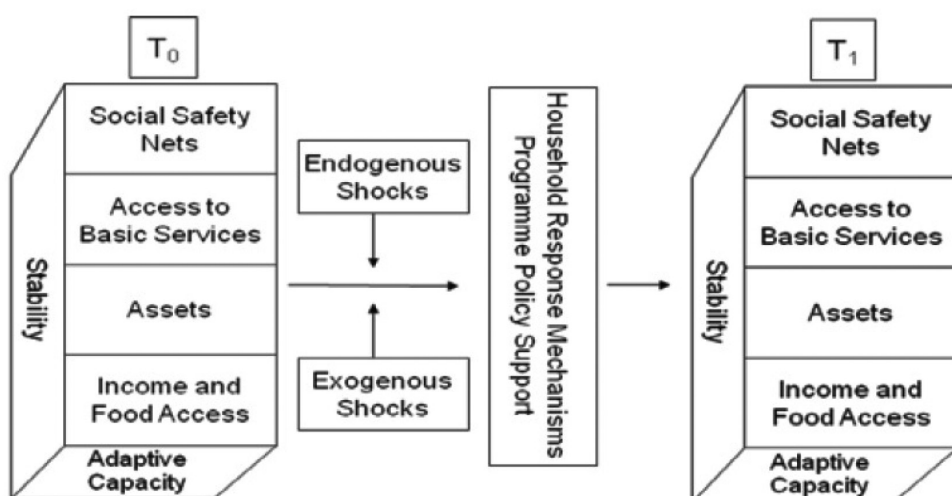 T0
Social Safety
Nets
Access to
Basic Services
Assets
Income and
Food Access
Stability
Adaptive
Capacity
Endogenous
Shocks
Exogenous
Shocks
Household Response Mechanisms
Programme Policy Support
T1
Social Safety
Nets
Access to
Basic Services
Assets
Income and
Food Access
Stability
Adaptive
Capacity